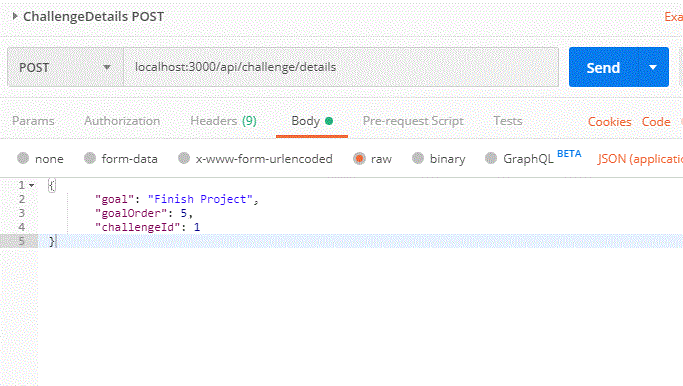 ChallengeDetails POST Exa
POST localhost:3000/api/challenge/details Send
Params Authorization Headers (9) Body Pre-request Script Tests Cookies Code
none form-data x-www-form-urlencoded raw binary GraphQL BETA JSON (applicatio
1 {
2 "goal": "Finish Project",
3 "goalOrder": 5,
4 "challengeId": 1
5 }